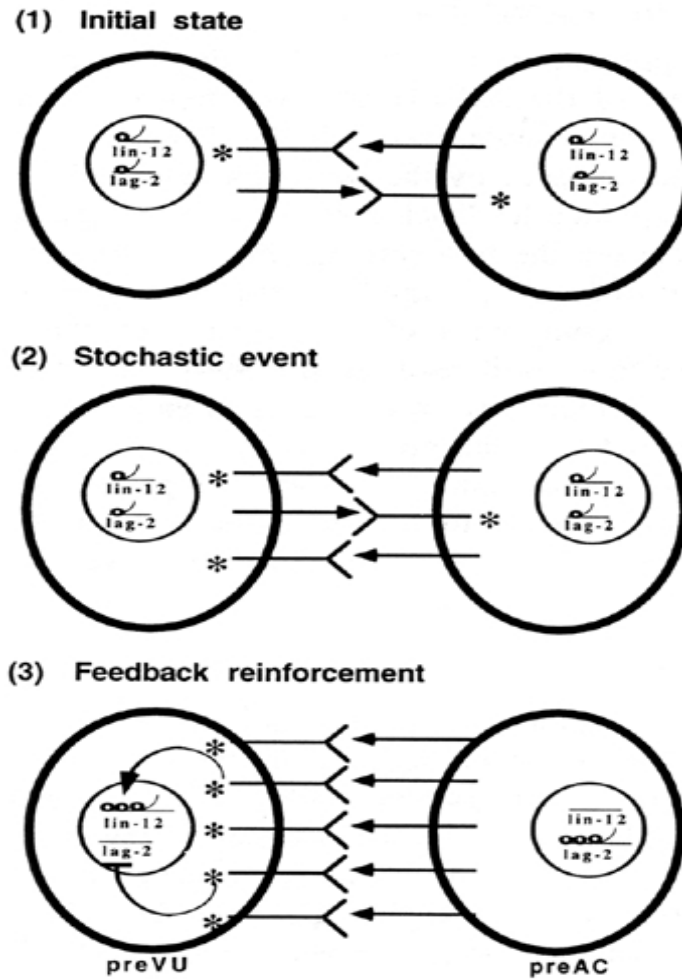 (1) Initial state
lin-12
lag-2
*
*
lin-12
lag-2
(2) Stochastic event
lin-12
lag-2
*
*
*
lin-12
lag-2
(3) Feedback reinforcement
lin-12
lag-2
*
*
*
*
*
lin-12
lag-2
preVU
preAC